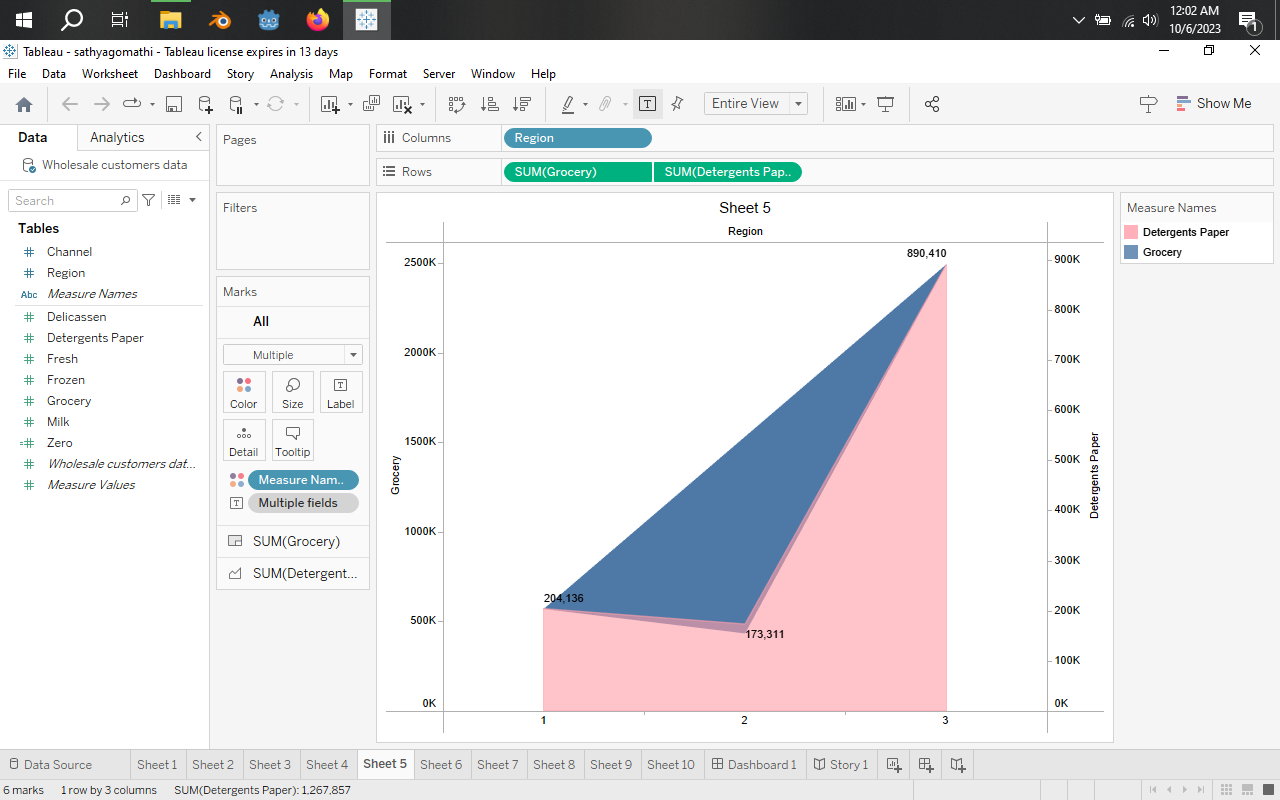 12:02 AM
10/6/2023
1
Tableau - sathyagomathi - Tableau license expires in 13 days
File Data Worksheet Dashboard Story Analysis Map Format Server Window Help
Entire View
Show Me
Data Analytics
Wholesale customers data
Search
Tables
Channel
Region
Abc Measure Names
Delicassen
Detergents Paper
Fresh
Frozen
Grocery
Milk
Zero
Wholesale customers dat...
Measure Values
Pages
Filters
Marks
All
Multiple
Color Size Label
Detail Tooltip
Measure Nam..
Multiple fields
SUM(Grocery)
SUM(Detergent...
Columns Region
Rows SUM(Grocery) SUM(Detergents Pap..
Sheet 5
Region
Grocery
2500K
2000K
1500K
1000K
500K
0K
890,410
204,136
173,311
1 2 3
900K
800K
700K
600K
500K
400K
300K
200K
100K
0K
Detergents Paper
Measure Names
Detergents Paper
Grocery
Data Source Sheet 1 Sheet 2 Sheet 3 Sheet 4 Sheet 5 Sheet 6 Sheet 7 Sheet 8 Sheet 9 Sheet 10 Dashboard 1 Story 1
6 marks 1 row by 3 columns SUM(Detergents Paper): 1,267,857